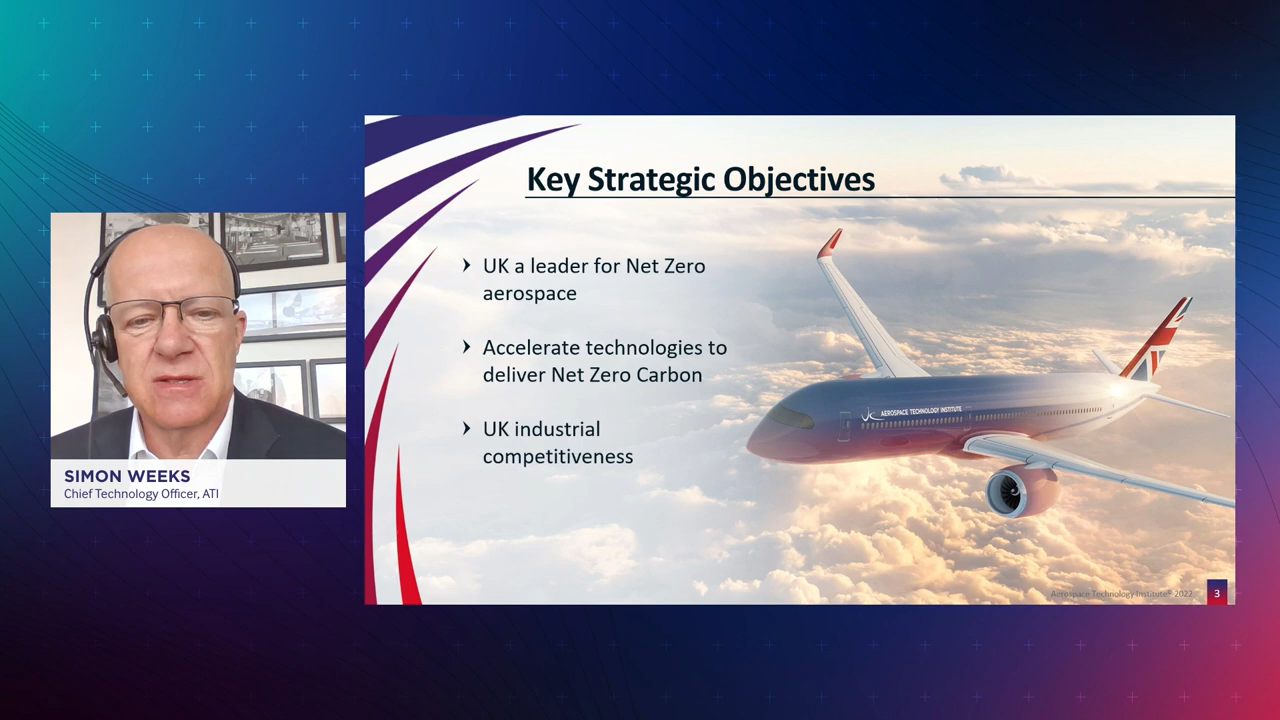 Key Strategic Objectives
UK a leader for Net Zero
aerospace
Accelerate technologies to
deliver Net Zero Carbon
UK industrial
competitiveness
AEROSPACE TECHNOLOGY INSTITUTE
SIMON WEEKS
Chief Technology Officer, ATI
Aerospace Technology Institute® 2022
3